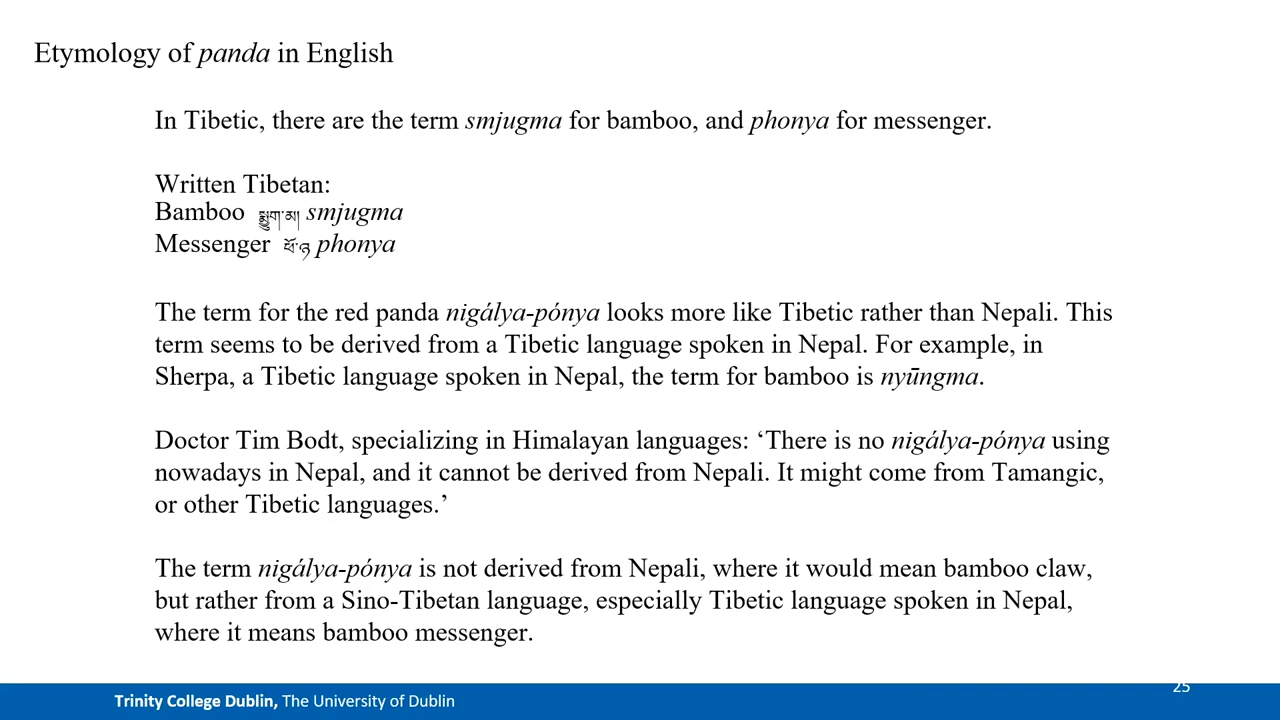 Etymology of panda in English
In Tibetic, there are the term smjugma for bamboo, and phonya for messenger.
Written Tibetan:
Bamboo སྨྱུག་མ། smjugma
Messenger ཕོ་ཉ phonya
The term for the red panda nigálya-pónya looks more like Tibetic rather than Nepali. This
term seems to be derived from a Tibetic language spoken in Nepal. For example, in
Sherpa, a Tibetic language spoken in Nepal, the term for bamboo is nyūngma.
Doctor Tim Bodt, specializing in Himalayan languages: ‘There is no nigálya-pónya using
nowadays in Nepal, and it cannot be derived from Nepali. It might come from Tamangic,
or other Tibetic languages.’
The term nigálya-pónya is not derived from Nepali, where it would mean bamboo claw,
but rather from a Sino-Tibetan language, especially Tibetic language spoken in Nepal,
where it means bamboo messenger.
25
Trinity College Dublin, The University of Dublin